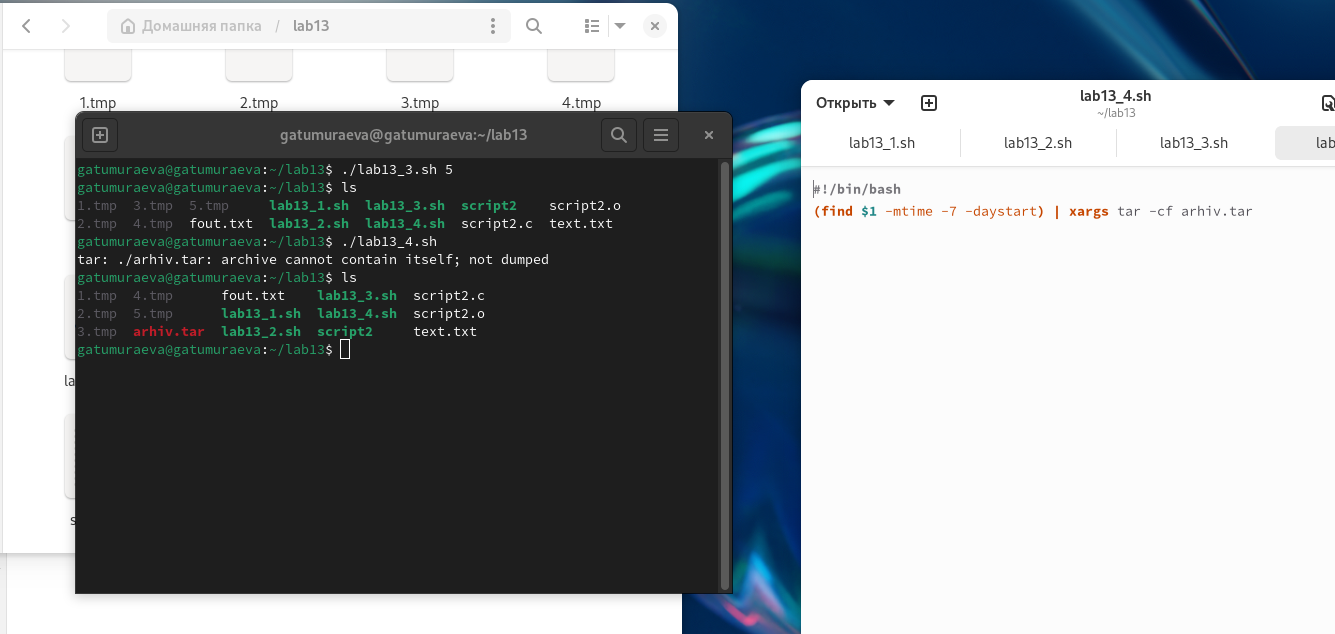 Домашняя папка / lab13
1.tmp 2.tmp 3.tmp 4.tmp
gatumuraeva@gatumuraeva:~/lab13
gatumuraeva@gatumuraeva:~/lab13$ ./lab13_3.sh 5
gatumuraeva@gatumuraeva:~/lab13$ ls
1.tmp 3.tmp 5.tmp lab13_1.sh lab13_3.sh script2 script2.o
2.tmp 4.tmp fout.txt lab13_2.sh lab13_4.sh script2.c text.txt
gatumuraeva@gatumuraeva:~/lab13$ ./lab13_4.sh
tar: ./arhiv.tar: archive cannot contain itself; not dumped
gatumuraeva@gatumuraeva:~/lab13$ ls
1.tmp 4.tmp fout.txt lab13_3.sh script2.c
2.tmp 5.tmp lab13_1.sh lab13_4.sh script2.o
3.tmp arhiv.tar lab13_2.sh script2 text.txt
gatumuraeva@gatumuraeva:~/lab13$
la
s
Открыть
lab13_4.sh
~/lab13
lab13_1.sh lab13_2.sh lab13_3.sh lab
#!/bin/bash
(find $1 -mtime -7 -daystart) | xargs tar -cf arhiv.tar